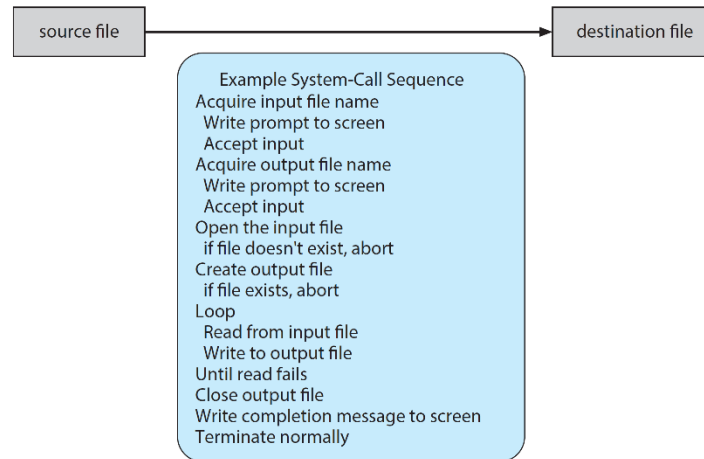 source file
destination file
Example System-Call Sequence
Acquire input file name
Write prompt to screen
Accept input
Acquire output file name
Write prompt to screen
Accept input
Open the input file
if file doesn't exist, abort
Create output file
if file exists, abort
Loop
Read from input file
Write to output file
Until read fails
Close output file
Write completion message to screen
Terminate normally